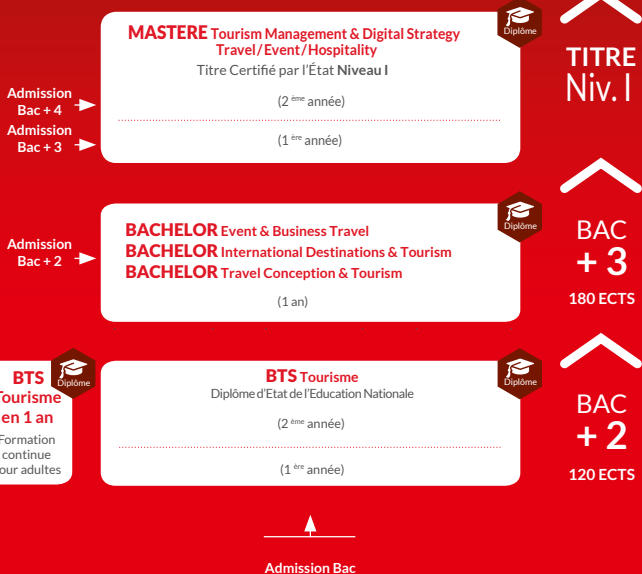 MASTERE Tourism Management & Digital Strategy
Travel/Event/Hospitality
Titre Certifié par l'État Niveau I
(2 ème année)
(1 ère année)
Diplôme
Admission
Bac + 4
Admission
Bac + 3
TITRE
Niv. I
BACHELOR Event & Business Travel
BACHELOR International Destinations & Tourism
BACHELOR Travel Conception & Tourism
(1 an)
Diplôme
Admission
Bac + 2
BAC
+ 3
180 ECTS
BTS
Tourisme
en 1 an
Formation
continue
pour adultes
Diplôme
BTS Tourisme
Diplôme d'Etat de l'Education Nationale
(2 ème année)
(1 ère année)
Diplôme
BAC
+ 2
120 ECTS
Admission Bac